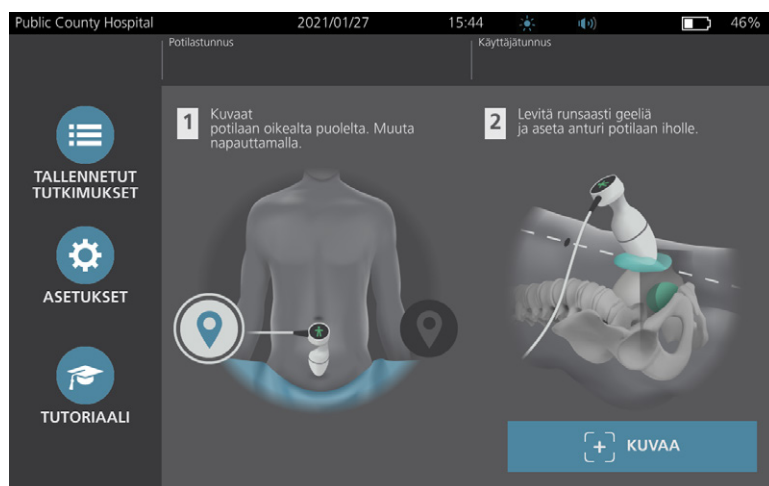 Public County Hospital 2021/01/27 15:44 46%
Potilastunnus
Käyttäjätunnus
TALLENNETUT
TUTKIMUKSET
ASETUKSET
TUTORIAALI
1
Kuvaat
potilaan oikealta puolelta. Muuta
napauttamalla.
2
Levitä runsaasti geeliä
ja aseta anturi potilaan iholle.
KUVAA